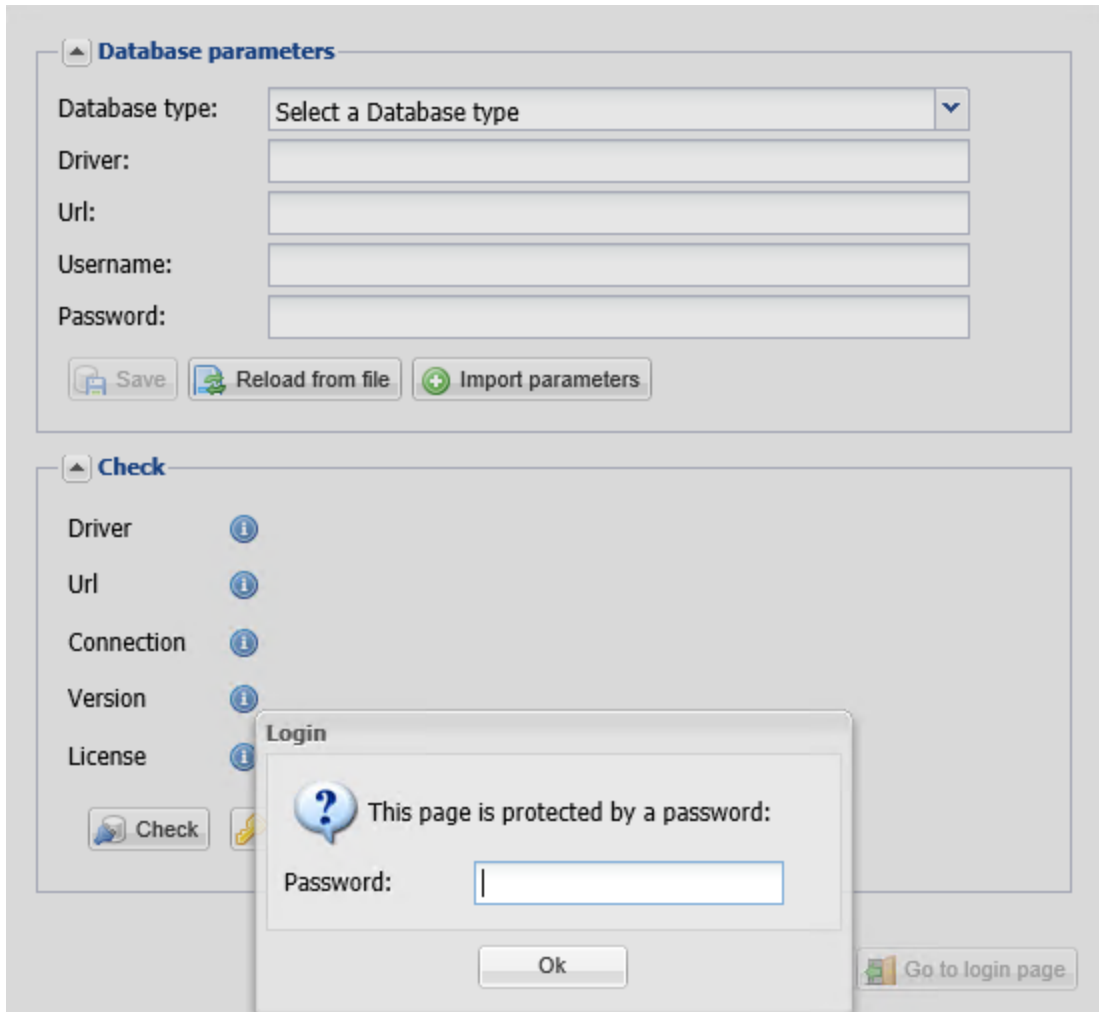 Database parameters
Database type: Select a Database type
Driver:
Url:
Username:
Password:
Save Reload from file Import parameters
Check
Driver
Url
Connection
Version
License
Login
This page is protected by a password:
Password:
Ok
Check
Go to login page